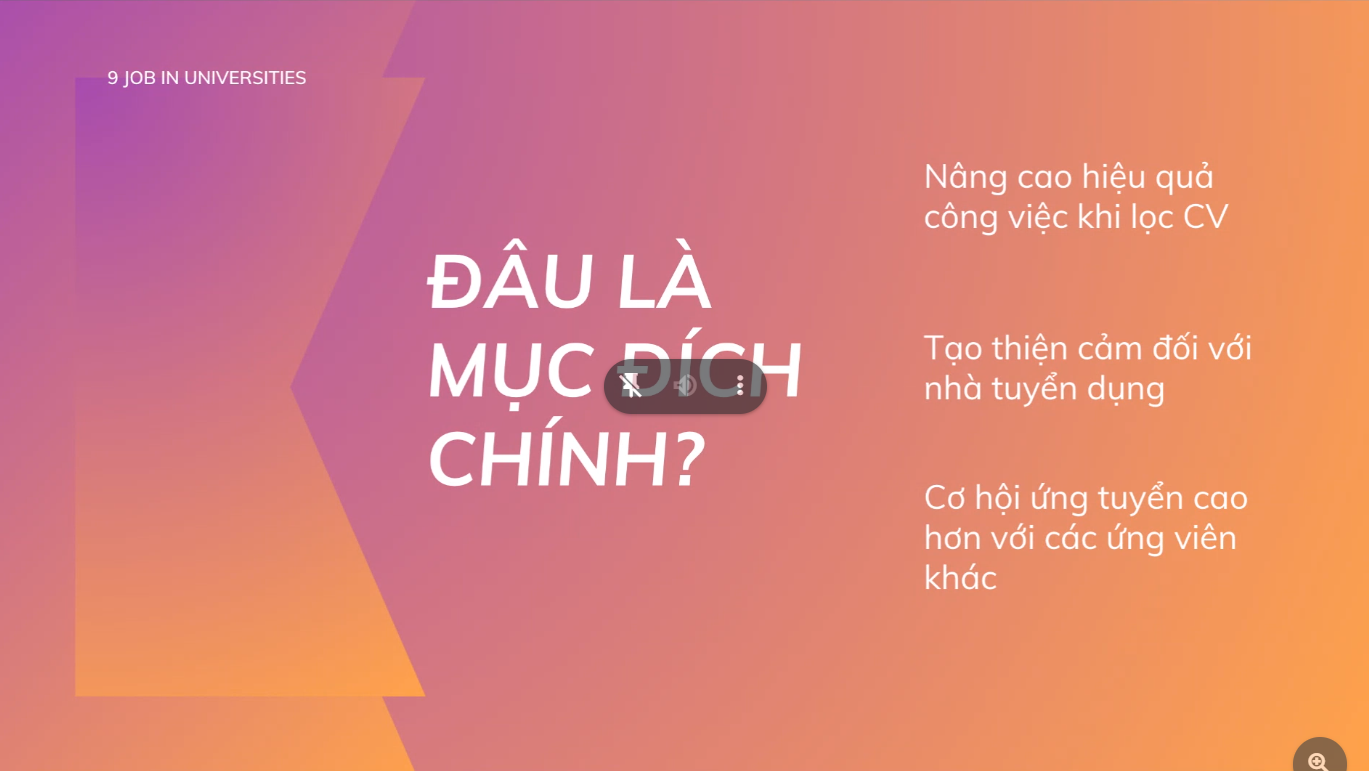 9 JOB IN UNIVERSITIES
ĐÂU LÀ
MỤC ĐÍCH
CHÍNH?
Nâng cao hiệu quả
công việc khi lọc CV
Tạo thiện cảm đối với
nhà tuyển dụng
Cơ hội ứng tuyển cao
hơn với các ứng viên
khác